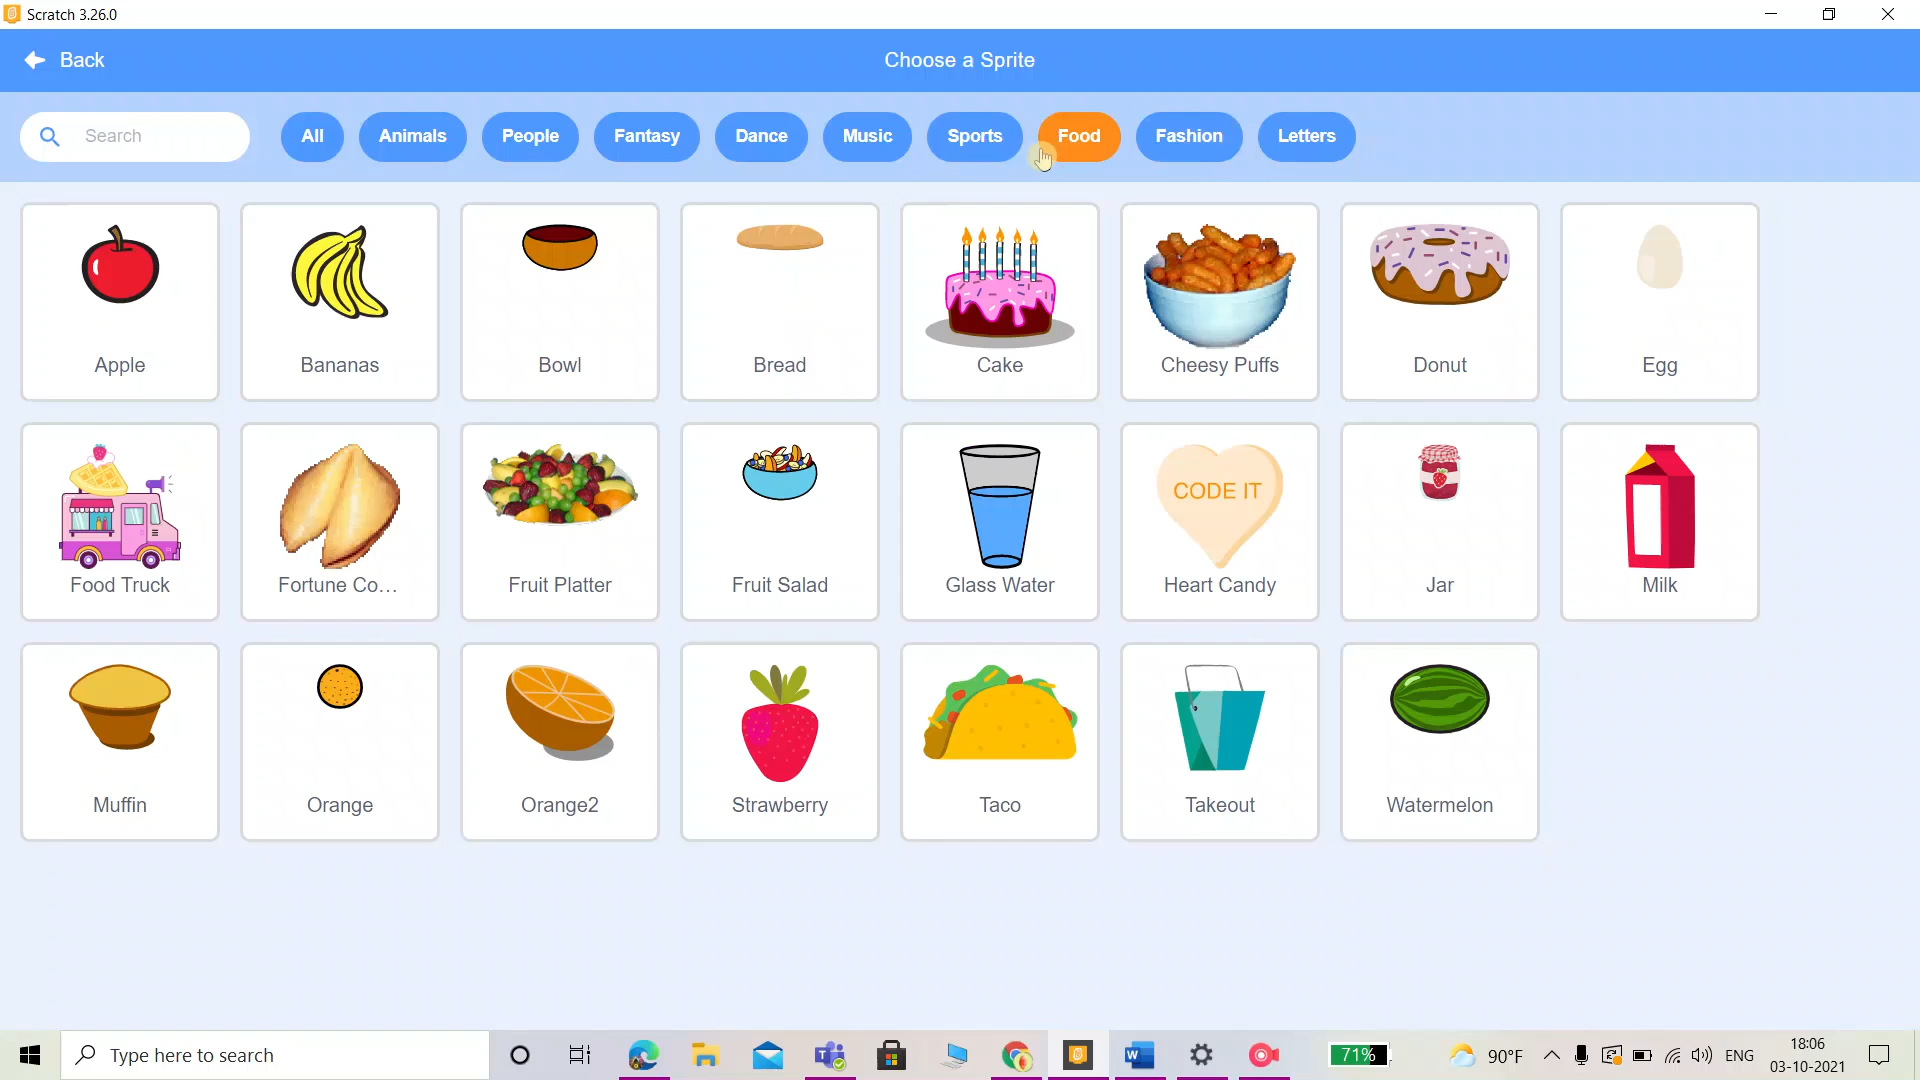 Scratch 3.26.0
Back
Choose a Sprite
Search
All
Animals
People
Fantasy
Dance
Music
Sports
Food
Fashion
Letters
Apple
Bananas
Bowl
Bread
Cake
Cheesy Puffs
Donut
Egg
Food Truck
Fortune Co...
Fruit Platter
Fruit Salad
Glass Water
CODE IT
Heart Candy
Jar
Milk
Muffin
Orange
Orange2
Strawberry
Taco
Takeout
Watermelon
Type here to search
71%
90°F
ENG
18:06
03-10-2021